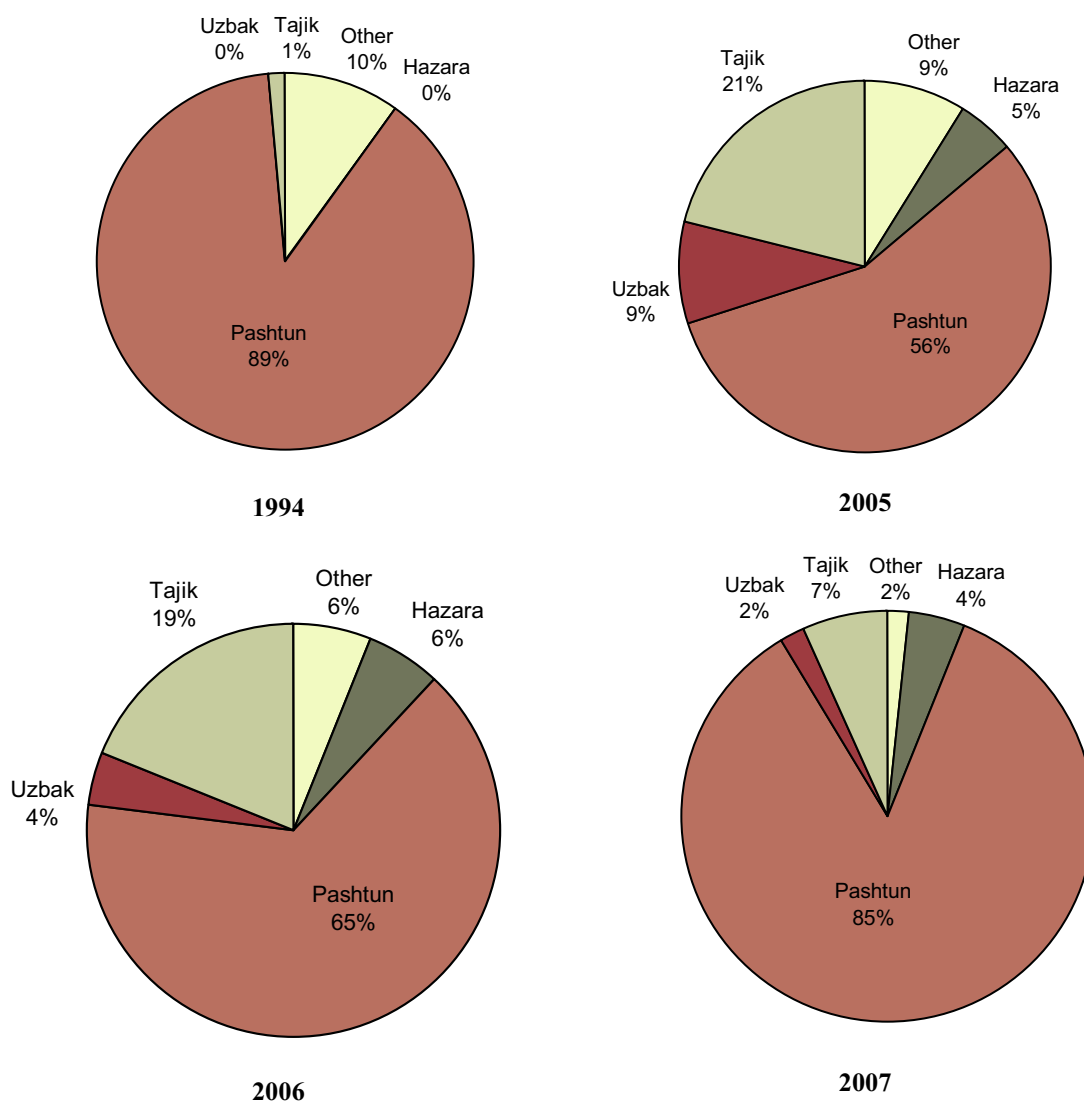 Uzbak
0%
Tajik
1%
Other
10%
Hazara
0%
Pashtun
89%
1994
Tajik
21%
Other
9%
Hazara
5%
Uzbak
9%
Pashtun
56%
2005
Tajik
19%
Other
6%
Hazara
6%
Uzbak
4%
Pashtun
65%
2006
Uzbak
2%
Tajik
7%
Other
2%
Hazara
4%
Pashtun
85%
2007